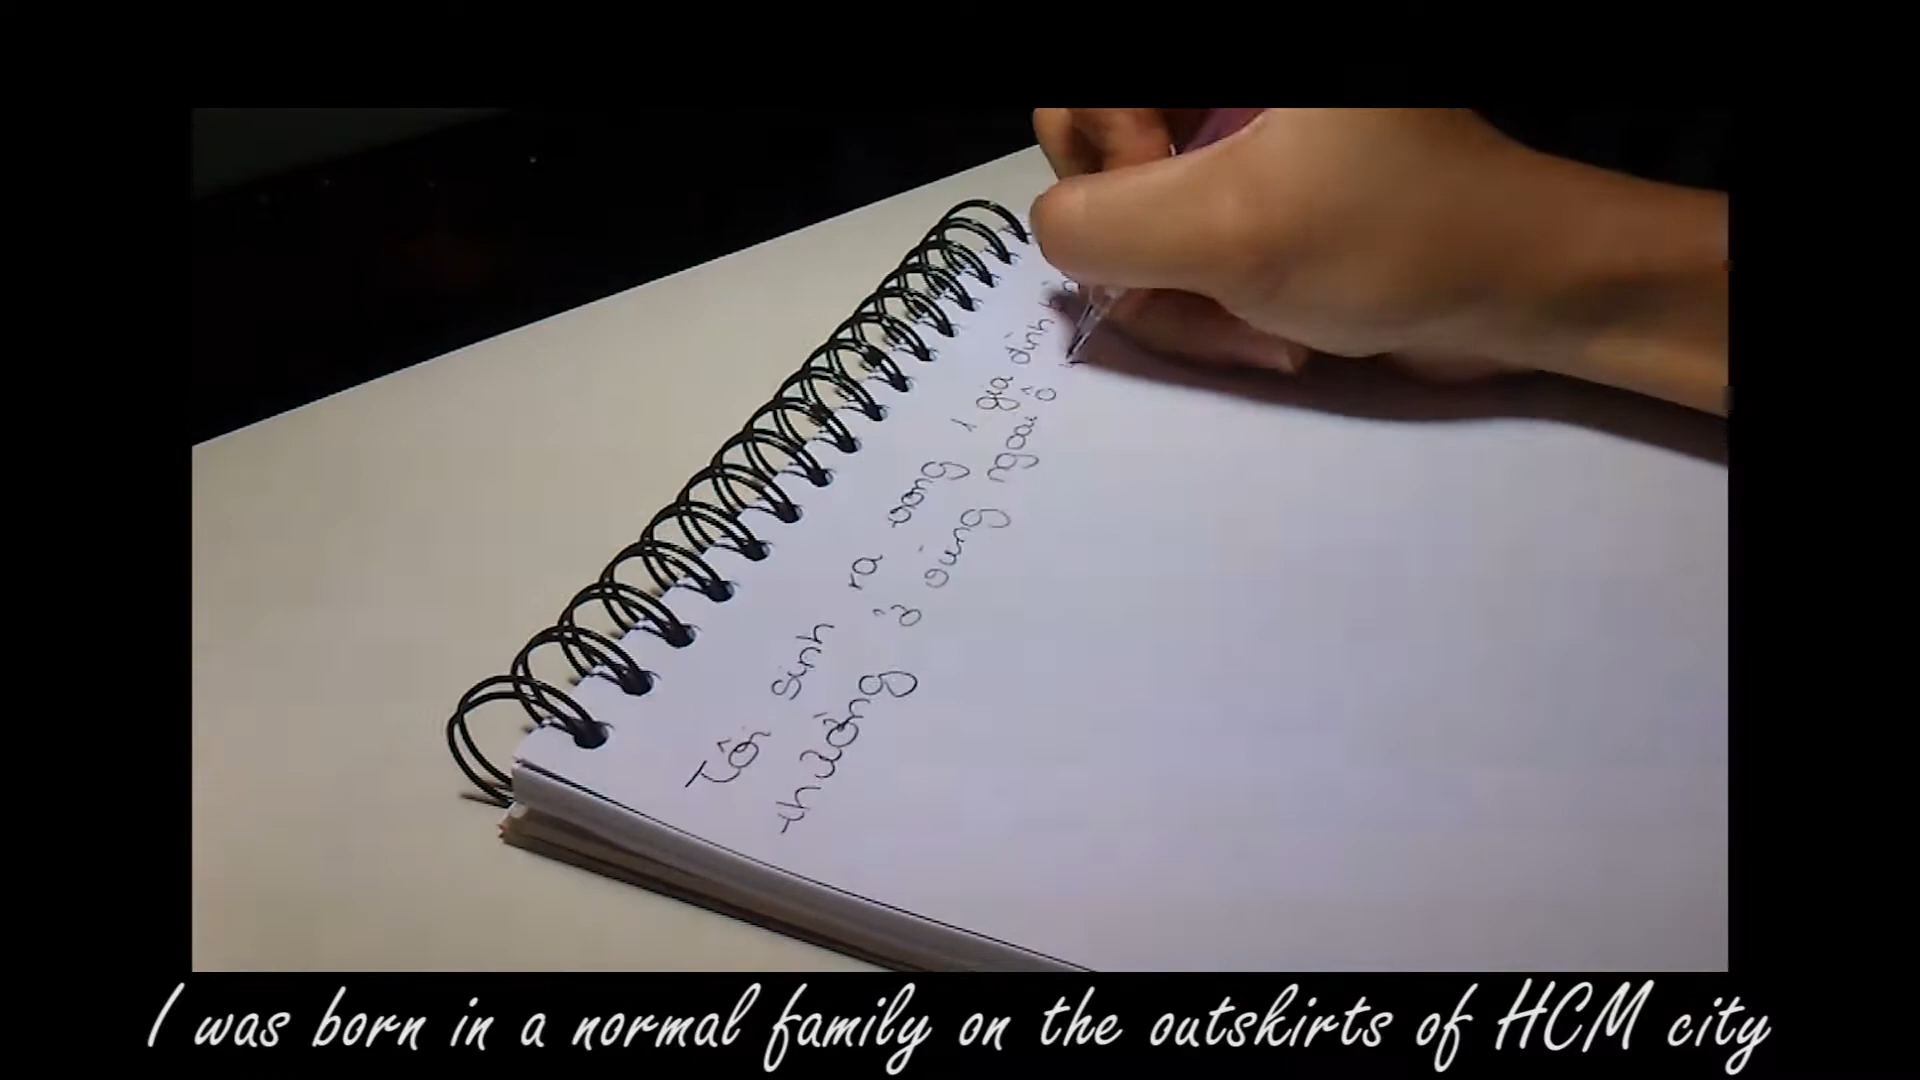 Tôi sinh ra trong 1 gia đình
thường ở vùng ngoại ô
I was born in a normal family on the outskirts of HCM city